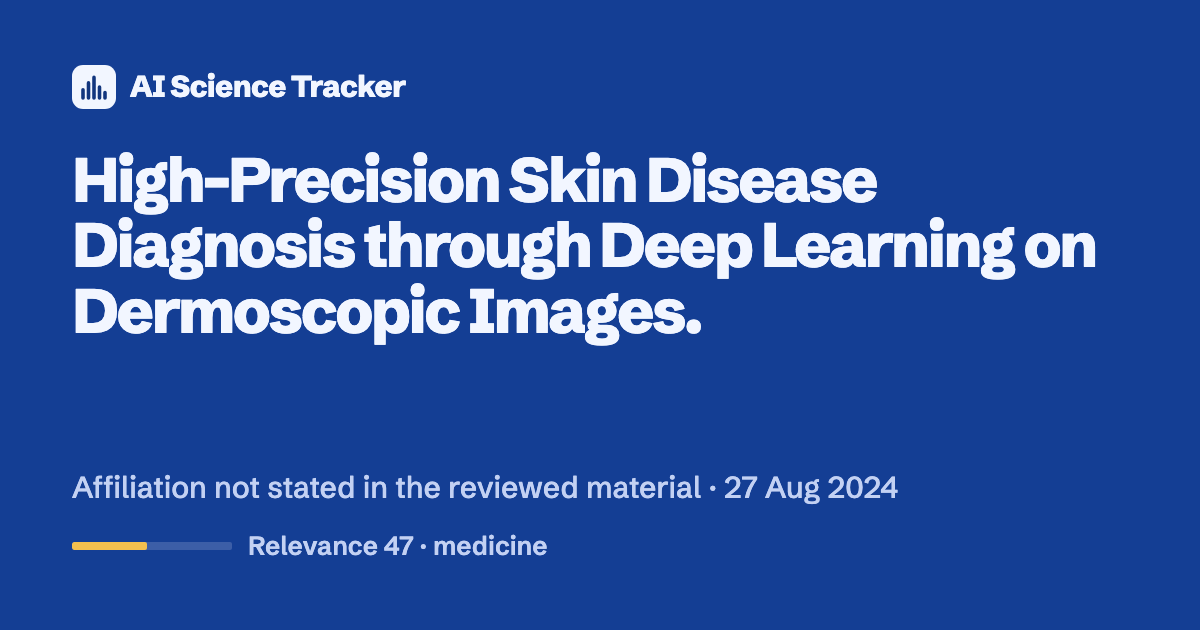 AI Science Tracker
High-Precision Skin Disease
Diagnosis through Deep Learning on
Dermoscopic Images.
Affiliation not stated in the reviewed material · 27 Aug 2024
Relevance 47 · medicine